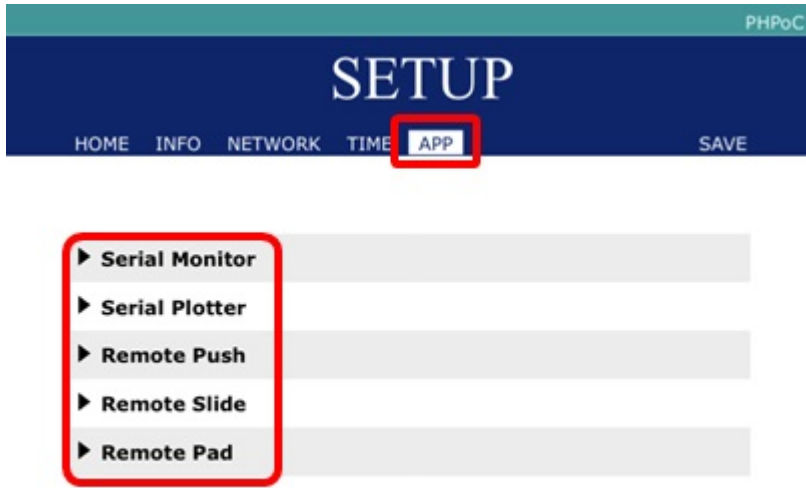 PHPoC
SETUP
HOME INFO NETWORK TIME APP SAVE
Serial Monitor
Serial Plotter
Remote Push
Remote Slide
Remote Pad